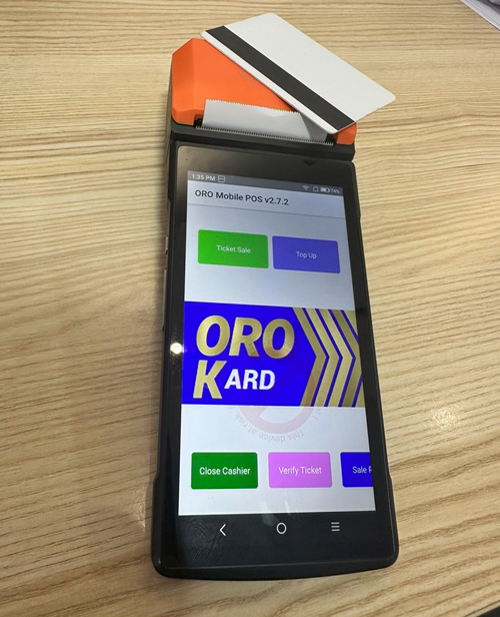 1:35 PM
74%
ORO Mobile POS v2.7.2
Ticket Sale
Top Up
ORO
KARD
Close Cashier
Verify Ticket
Sale